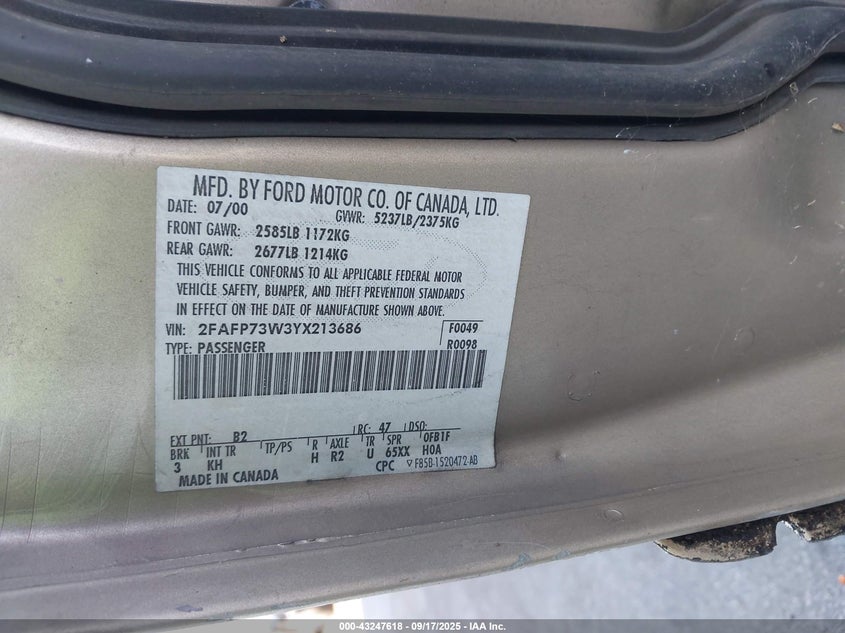 MFD. BY FORD MOTOR CO. OF CANADA, LTD.
DATE: 07/00 GVWR: 5237LB/2375KG
FRONT GAWR: 2585LB 1172KG
REAR GAWR: 2677LB 1214KG
THIS VEHICLE CONFORMS TO ALL APPLICABLE FEDERAL MOTOR
VEHICLE SAFETY, BUMPER, AND THEFT PREVENTION STANDARDS
IN EFFECT ON THE DATE OF MANUFACTURE SHOWN ABOVE.
VIN: 2FAFP73W3YX213686 F0049
TYPE: PASSENGER R0098
EXT PNT: B2 RC: 47 DSO:
BRK INT TR TP/PS R AXLE TR SPR 0FB1F
3 KH H R2 U 65XX H0A
MADE IN CANADA CPC ▽F85B-1520472-AB
000-43247618 - 09/17/2025 - IAA Inc.